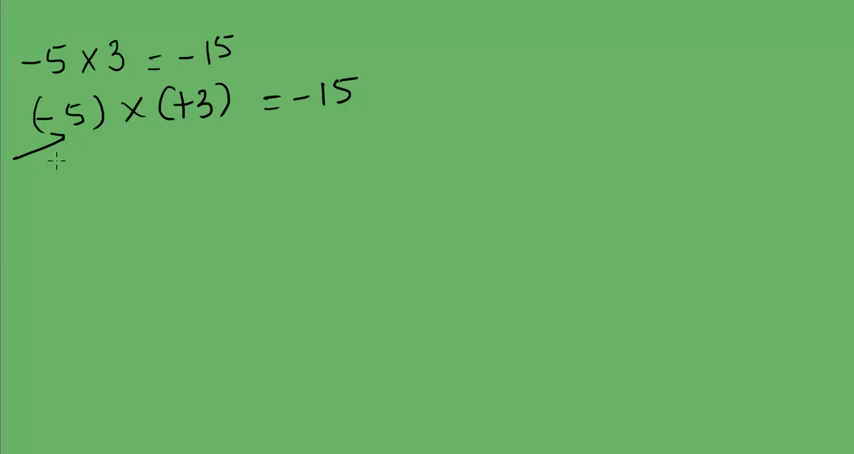 -5 × 3 = -15
(-5) × (+3) = -15